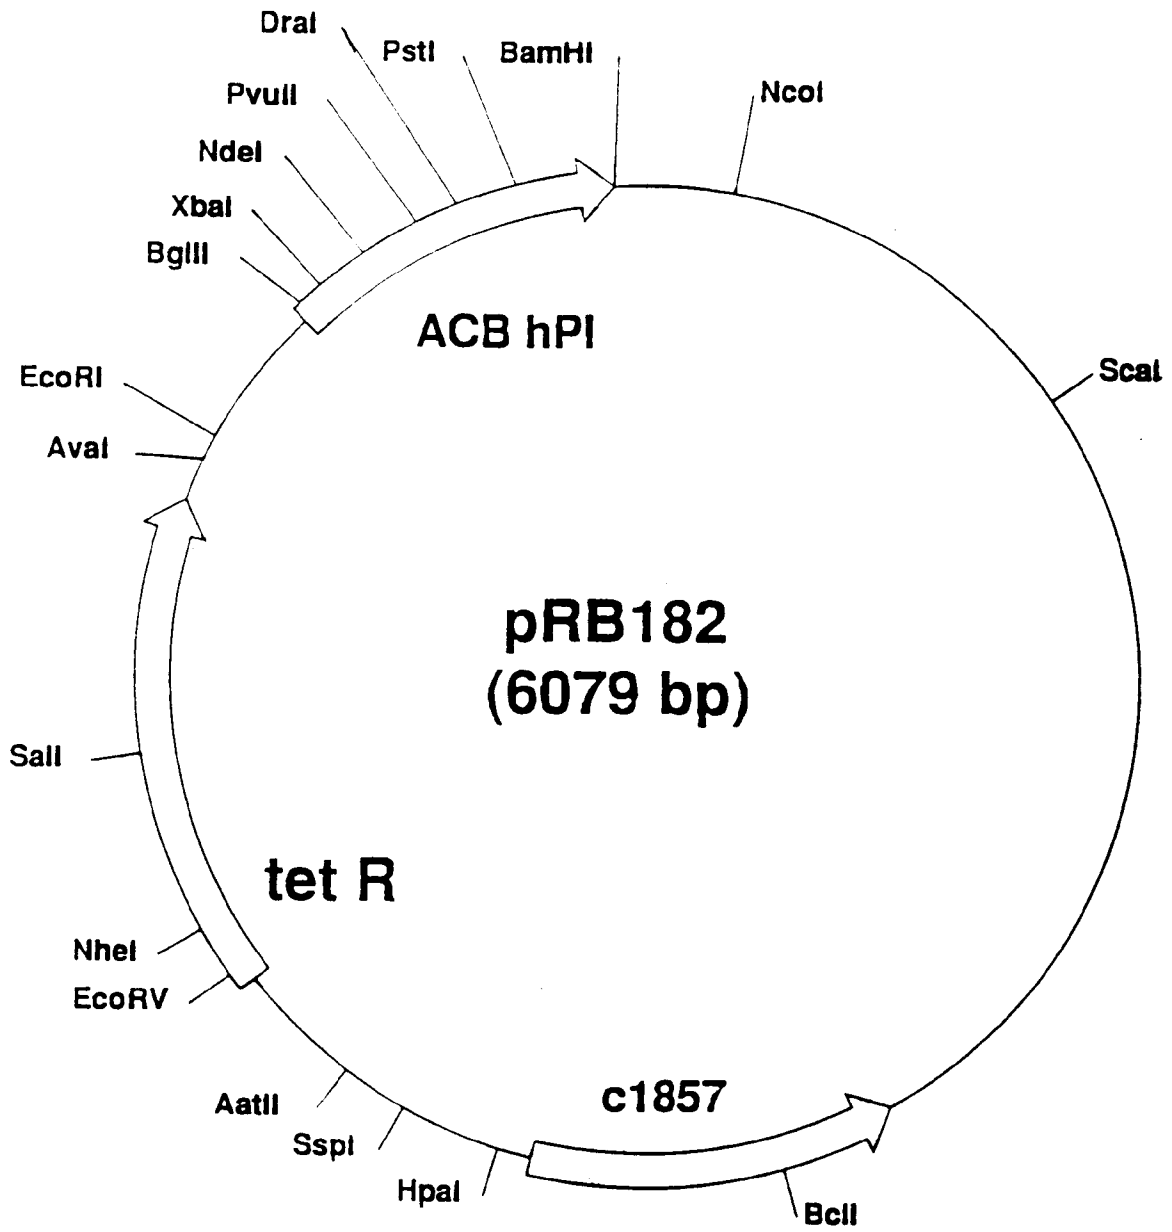 DraI
PstI
BamHI
NcoI
PvuII
NdeI
XbaI
BglII
ACB hPI
EcoRI
ScaI
AvaI
pRB182
(6079 bp)
SalI
tet R
NheI
EcoRV
c1857
AatII
SspI
HpaI
BclI